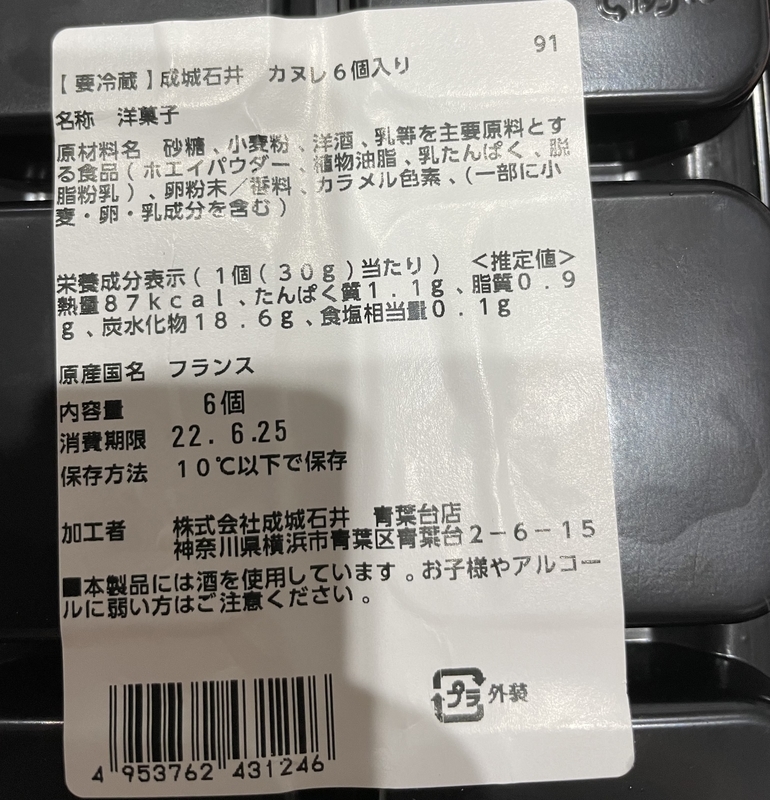 91
【要冷蔵】成城石井　カヌレ６個入り
名称　洋菓子
原材料名　砂糖、小麦粉、洋酒、乳等を主要原料とす
る食品（ホエイパウダー、植物油脂、乳たんぱく、脱
脂粉乳）、卵粉末／香料、カラメル色素、（一部に小
麦・卵・乳成分を含む）
栄養成分表示（１個（３０ｇ）当たり）　＜推定値＞
熱量８７ｋｃａｌ、たんぱく質１．１ｇ、脂質０．９
ｇ、炭水化物１８．６ｇ、食塩相当量０．１ｇ
原産国名　フランス
内容量　６個
消費期限　22. 6.25
保存方法　１０℃以下で保存
加工者　株式会社成城石井　青葉台店
神奈川県横浜市青葉区青葉台２－６－１５
■本製品には酒を使用しています。お子様やアルコー
ルに弱い方はご注意ください。
プラ 外装
4 953762 431246